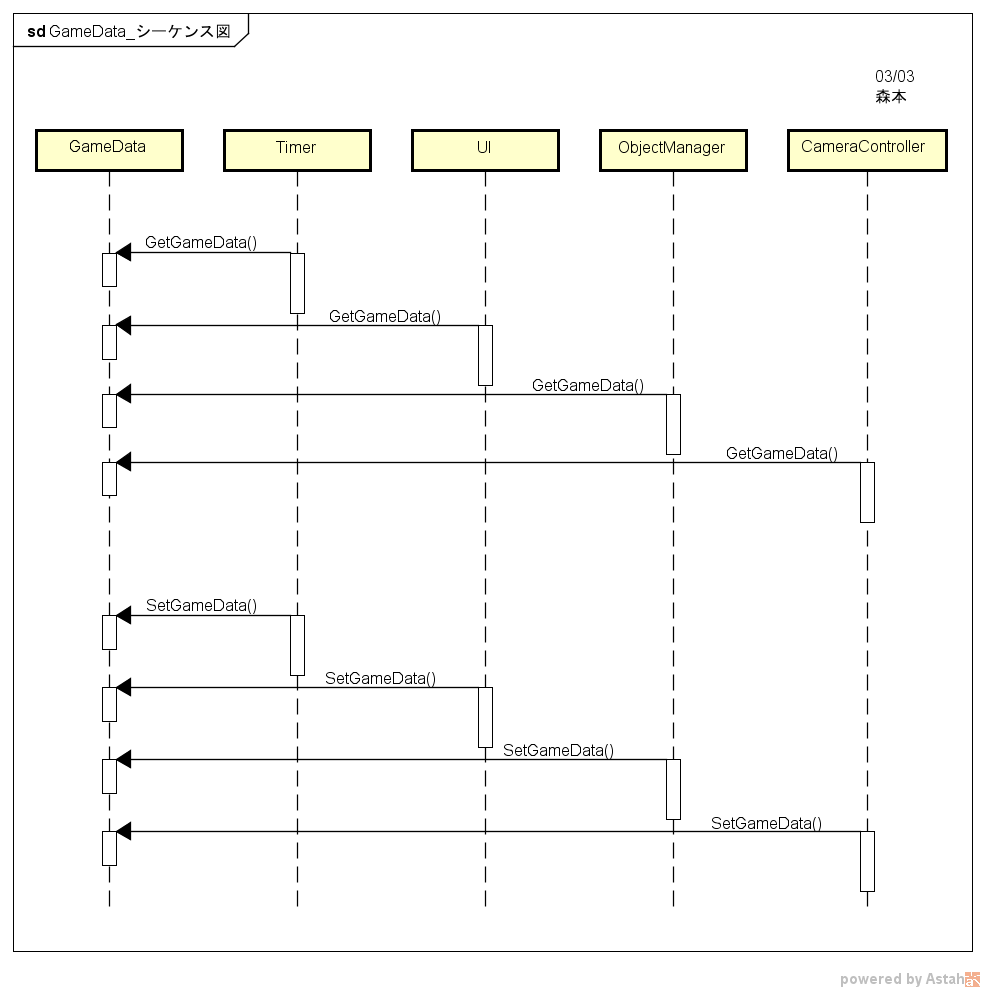 sd GameData_シーケンス図
03/03
森本
GameData
Timer
UI
ObjectManager
CameraController
GetGameData()
GetGameData()
GetGameData()
GetGameData()
SetGameData()
SetGameData()
SetGameData()
SetGameData()
powered by Astah